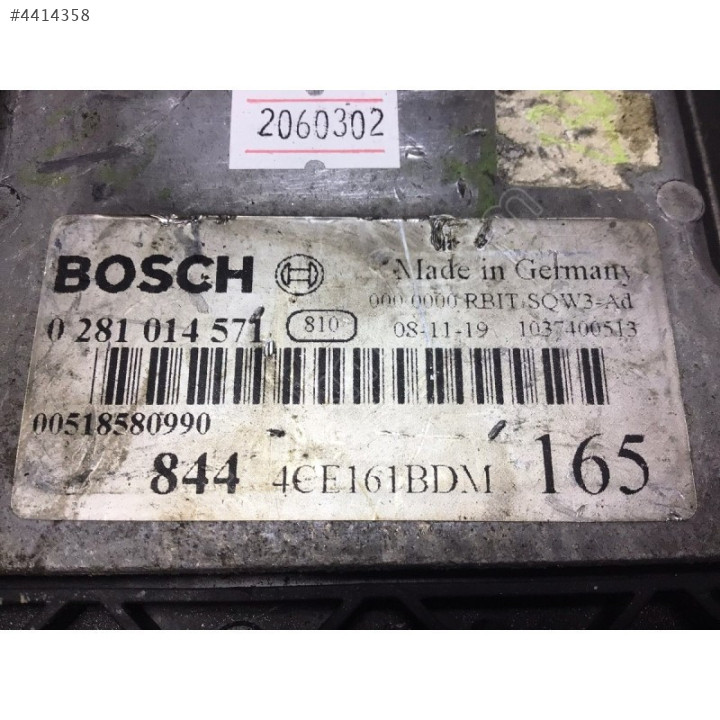 #4414358
2060302
BOSCH Made in Germany
000 0000 RBIT SQW3-Ad
0 281 014 571 810 08-11-19 1037400513
00518580990
844 4CE161BDM 165